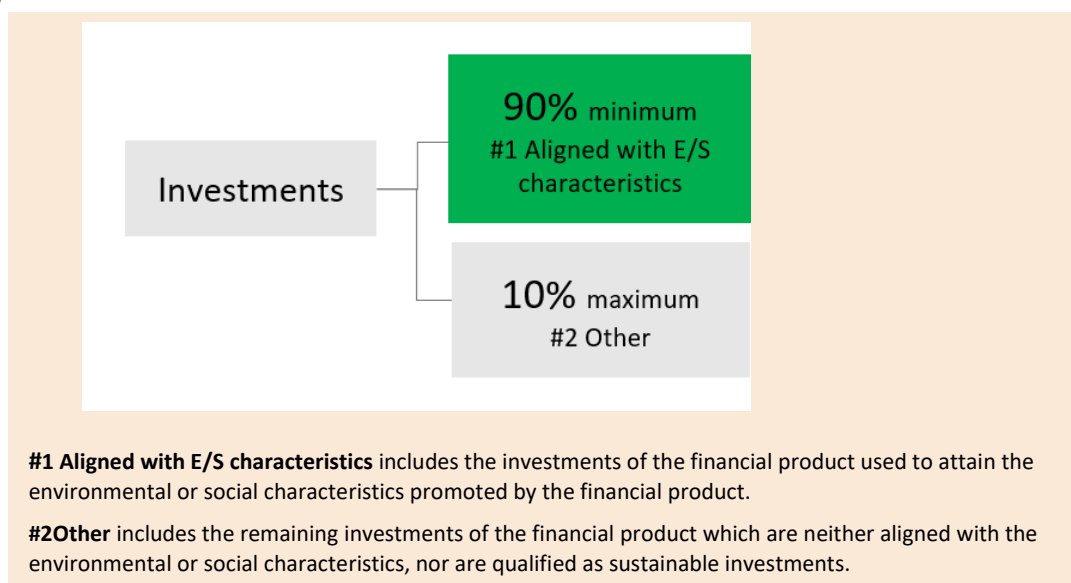 Investments
90% minimum
#1 Aligned with E/S
characteristics
10% maximum
#2 Other
#1 Aligned with E/S characteristics includes the investments of the financial product used to attain the
environmental or social characteristics promoted by the financial product.
#2Other includes the remaining investments of the financial product which are neither aligned with the
environmental or social characteristics, nor are qualified as sustainable investments.